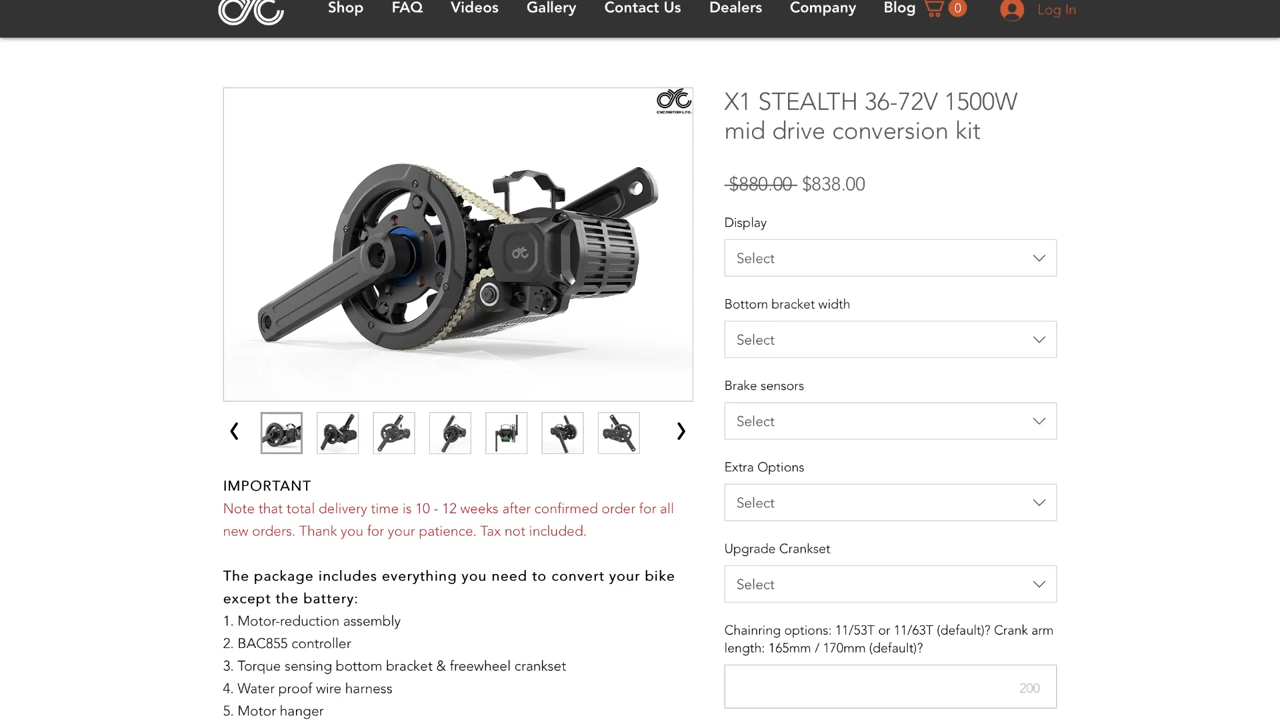 Shop FAQ Videos Gallery Contact Us Dealers Company Blog 0 Log In
CYC MOTOR LTD.
X1 STEALTH 36-72V 1500W
mid drive conversion kit
$880.00 $838.00
Display
Select
Bottom bracket width
Select
Brake sensors
Select
Extra Options
Select
Upgrade Crankset
Select
Chainring options: 11/53T or 11/63T (default)? Crank arm
length: 165mm / 170mm (default)?
200
IMPORTANT
Note that total delivery time is 10 - 12 weeks after confirmed order for all
new orders. Thank you for your patience. Tax not included.
The package includes everything you need to convert your bike
except the battery:
1. Motor-reduction assembly
2. BAC855 controller
3. Torque sensing bottom bracket & freewheel crankset
4. Water proof wire harness
5. Motor hanger